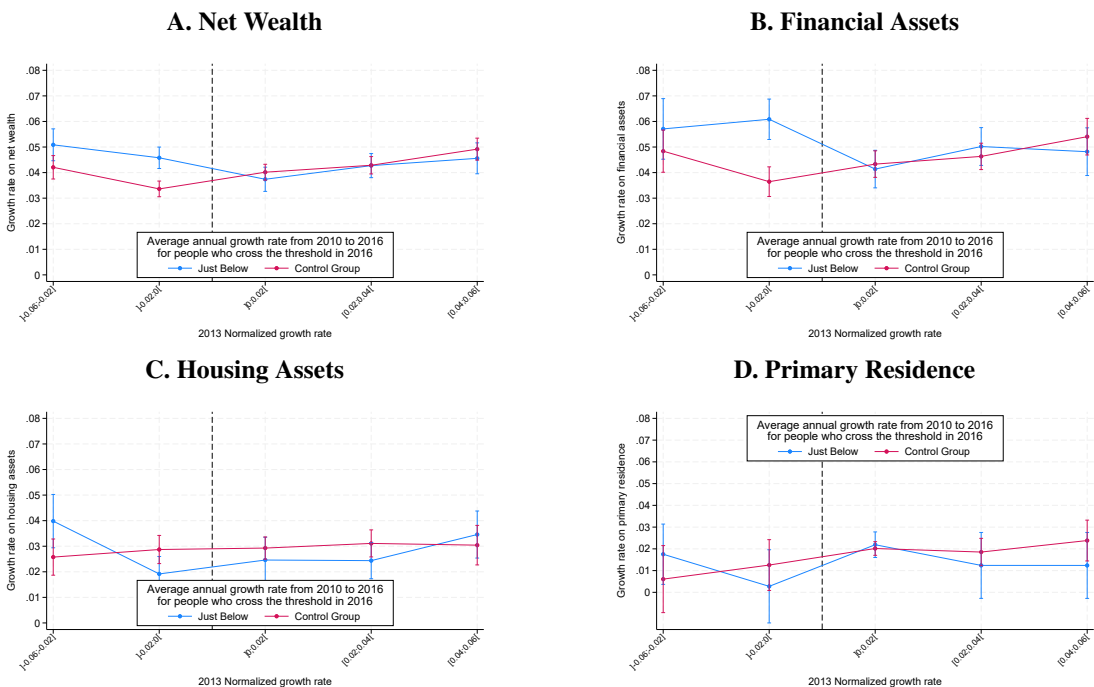 A. Net Wealth
.08
.07
.06
.05
.04
.03
.02
.01
0
Growth rate on net wealth
Average annual growth rate from 2010 to 2016
for people who cross the threshold in 2016
Just Below
Control Group
]-0.06;-0.02]
]-0.02;0[
]0;0.02]
[0.02;0.04[
[0.04;0.06[
2013 Normalized growth rate
B. Financial Assets
.08
.07
.06
.05
.04
.03
.02
.01
0
Growth rate on financial assets
Average annual growth rate from 2010 to 2016
for people who cross the threshold in 2016
Just Below
Control Group
]-0.06;-0.02]
]-0.02;0[
]0;0.02]
[0.02;0.04[
[0.04;0.06[
2013 Normalized growth rate
C. Housing Assets
.08
.07
.06
.05
.04
.03
.02
.01
0
Growth rate on housing assets
Average annual growth rate from 2010 to 2016
for people who cross the threshold in 2016
Just Below
Control Group
]-0.06;-0.02]
]-0.02;0[
]0;0.02]
[0.02;0.04[
[0.04;0.06[
2013 Normalized growth rate
D. Primary Residence
.08
.07
.06
.05
.04
.03
.02
.01
0
Growth rate on primary residence
Average annual growth rate from 2010 to 2016
for people who cross the threshold in 2016
Just Below
Control Group
]-0.06;-0.02]
]-0.02;0[
]0;0.02]
[0.02;0.04[
[0.04;0.06[
2013 Normalized growth rate